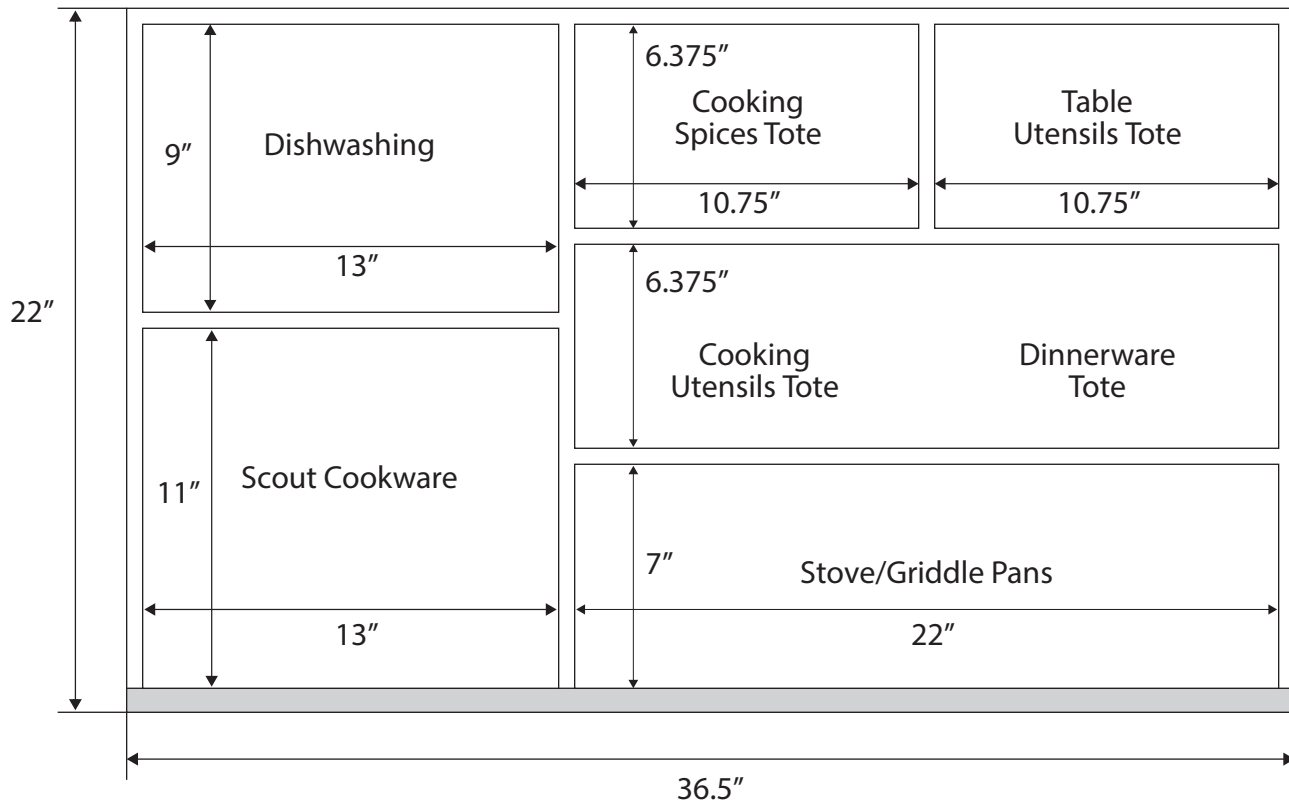 6.375”
Cooking
Spices Tote
10.75”
Table
Utensils Tote
10.75”
9”
Dishwashing
13”
22”
6.375”
Cooking
Utensils Tote
Dinnerware
Tote
11”
Scout Cookware
13”
7”
Stove/Griddle Pans
22”
36.5”